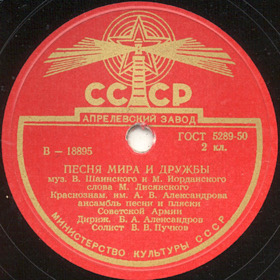 СССР
АПРЕЛЕВСКИЙ ЗАВОД
ГОСТ 5289-50
В — 18895
2 кл.
ПЕСНЯ МИРА И ДРУЖБЫ
муз. В. Шаинского и М. Иорданского
слова М. Лисянского
Краснознам. им. А. В. Александрова
ансамбль песни и пляски
Советской Армии
Дириж. Б. А. Александров
Солист В. В. Пучков
МИНИСТЕРСТВО КУЛЬТУРЫ СССР